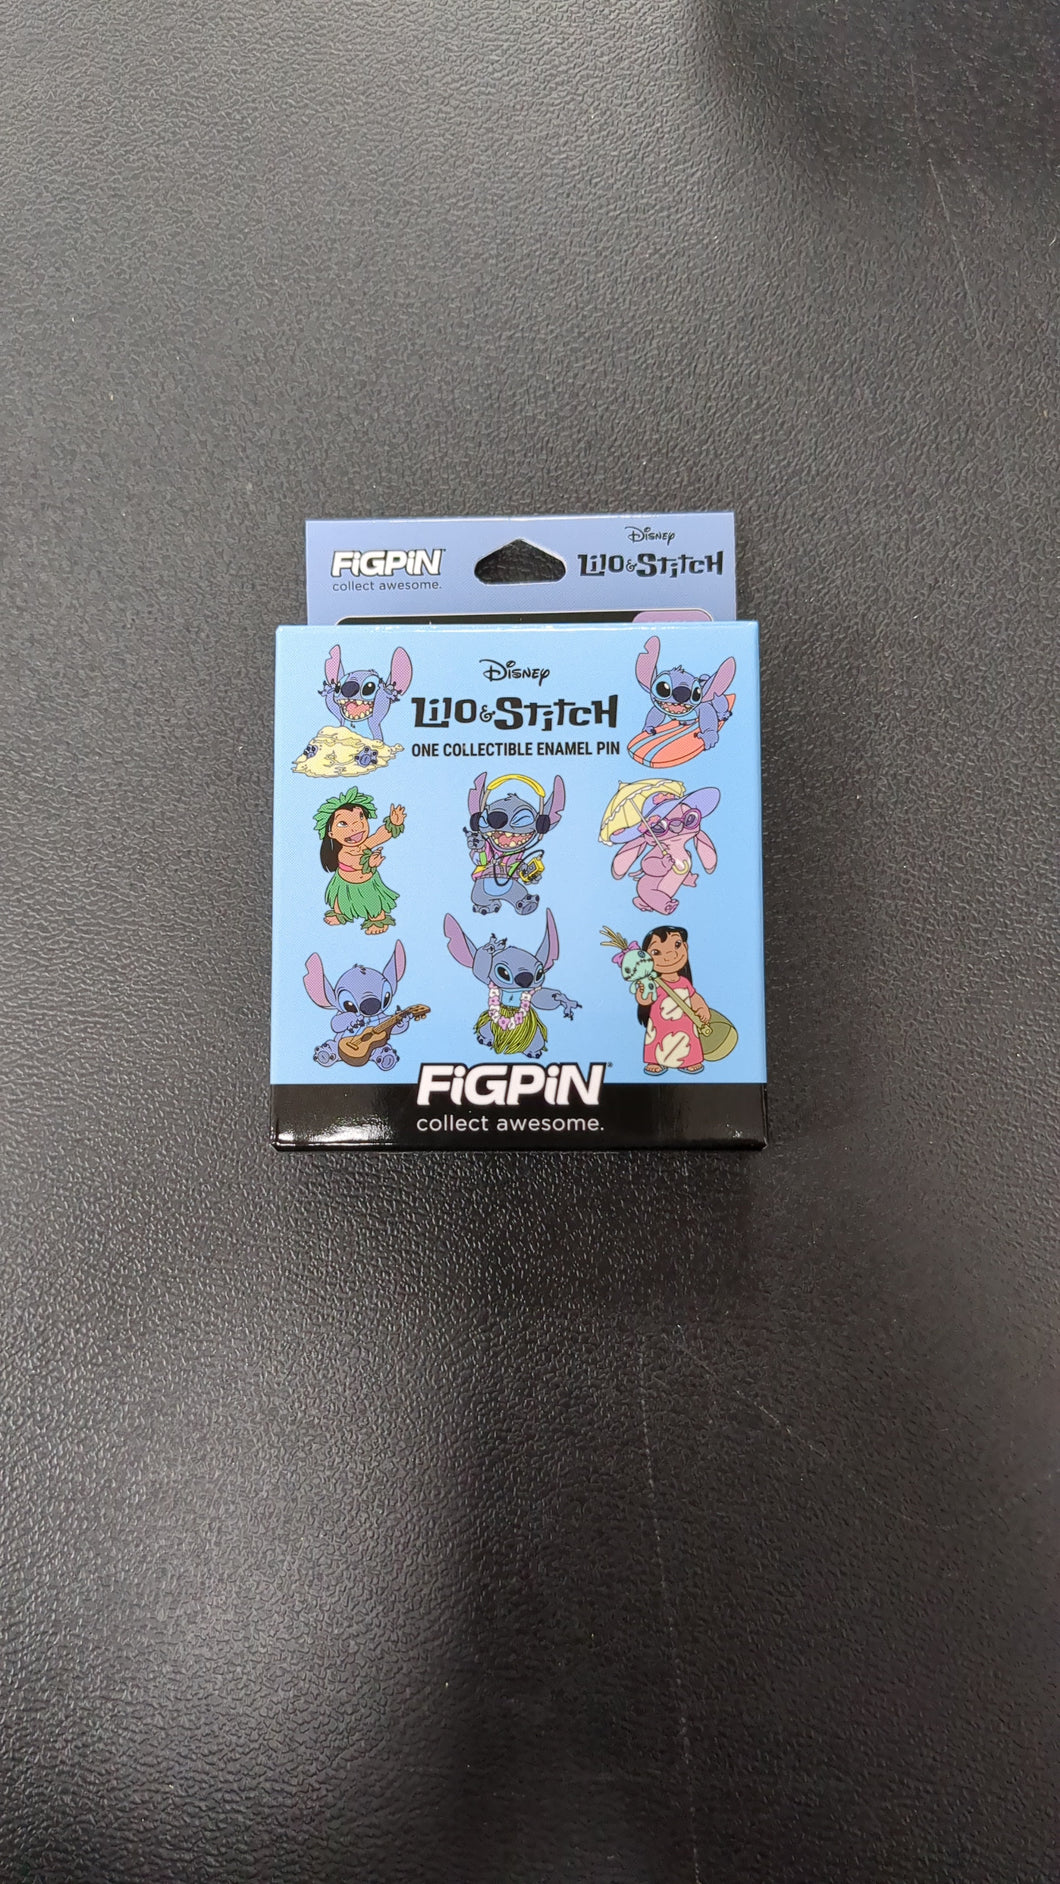 FiGPiN
collect awesome.
Disney
Lilo & Stitch
Disney
Lilo & Stitch
ONE COLLECTIBLE ENAMEL PIN
FiGPiN®
collect awesome.